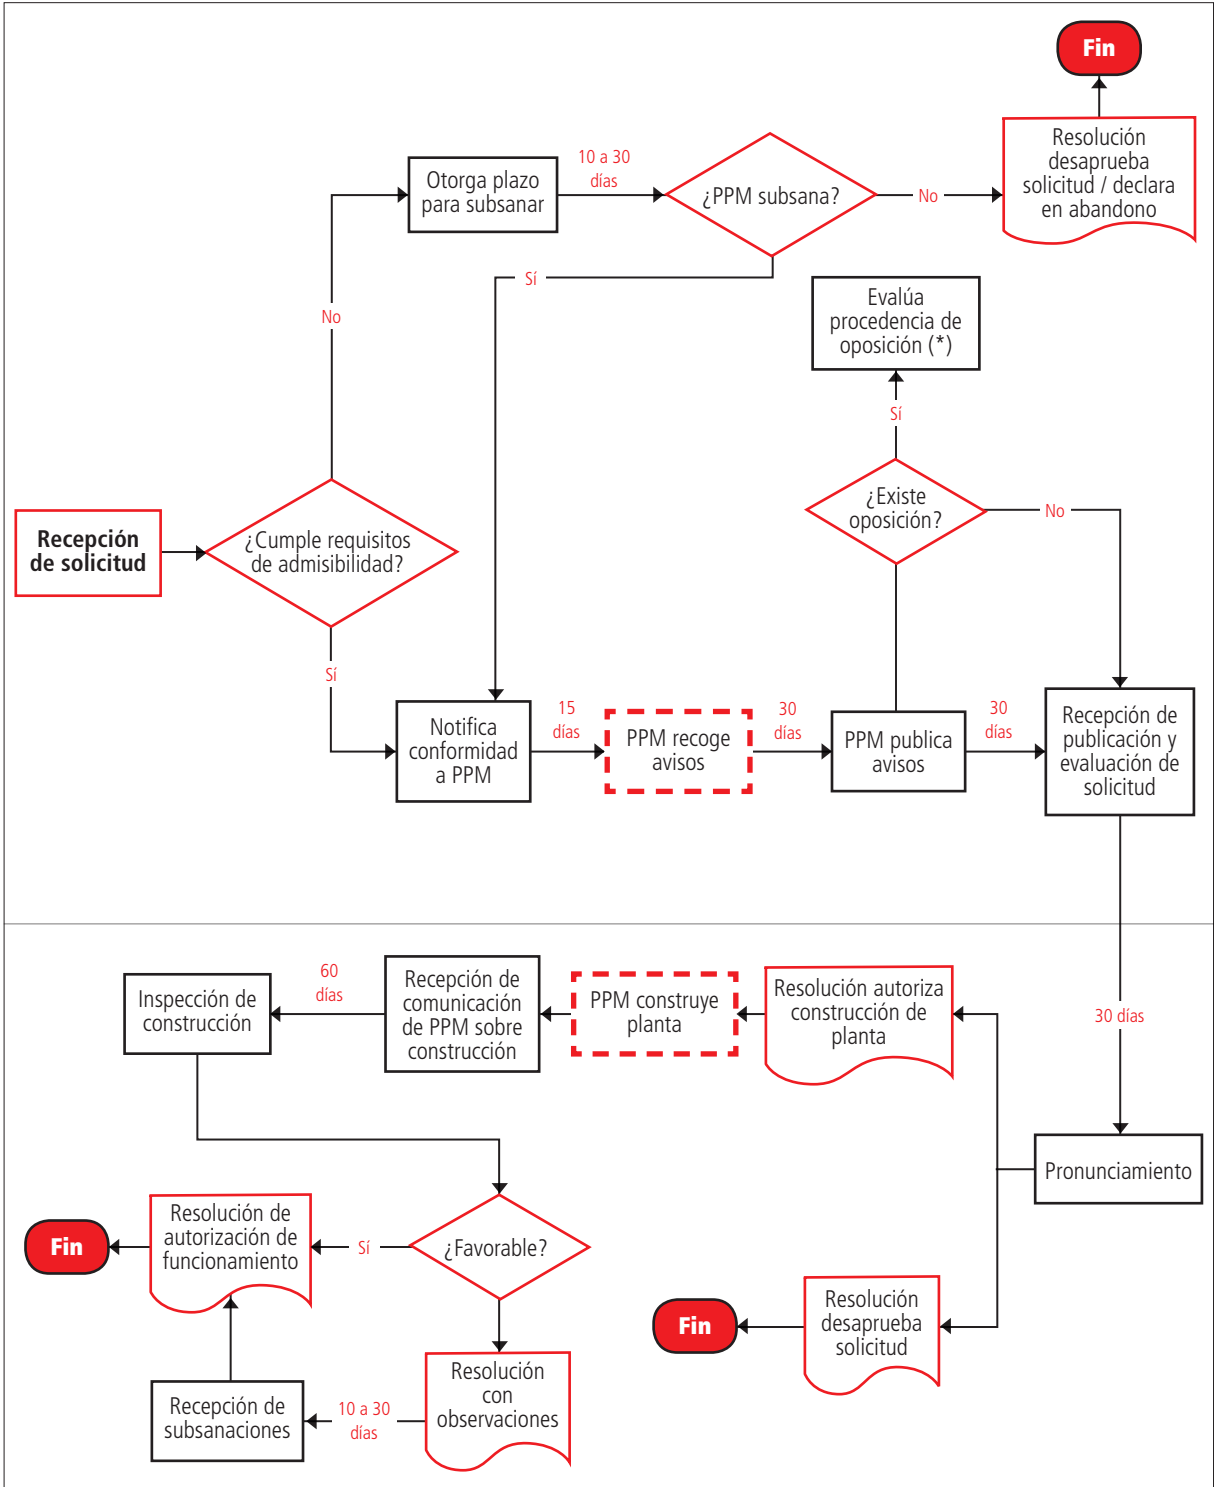 Fin
Resolución
desaprueba
solicitud / declara
en abandono
Otorga plazo
para subsanar
10 a 30
días
¿PPM subsana?
No
Sí
No
Evalúa
procedencia de
oposición (*)
Sí
¿Existe
oposición?
No
Recepción
de solicitud
¿Cumple requisitos
de admisibilidad?
Sí
Notifica
conformidad
a PPM
15
días
PPM recoge
avisos
30
días
PPM publica
avisos
30
días
Recepción de
publicación y
evaluación de
solicitud
30 días
Pronunciamiento
Resolución autoriza
construcción de
planta
PPM construye
planta
Recepción de
comunicación
de PPM sobre
construcción
60
días
Inspección de
construcción
¿Favorable?
Sí
Resolución de
autorización de
funcionamiento
Fin
Resolución
con
observaciones
10 a 30
días
Recepción de
subsanaciones
Resolución
desaprueba
solicitud
Fin